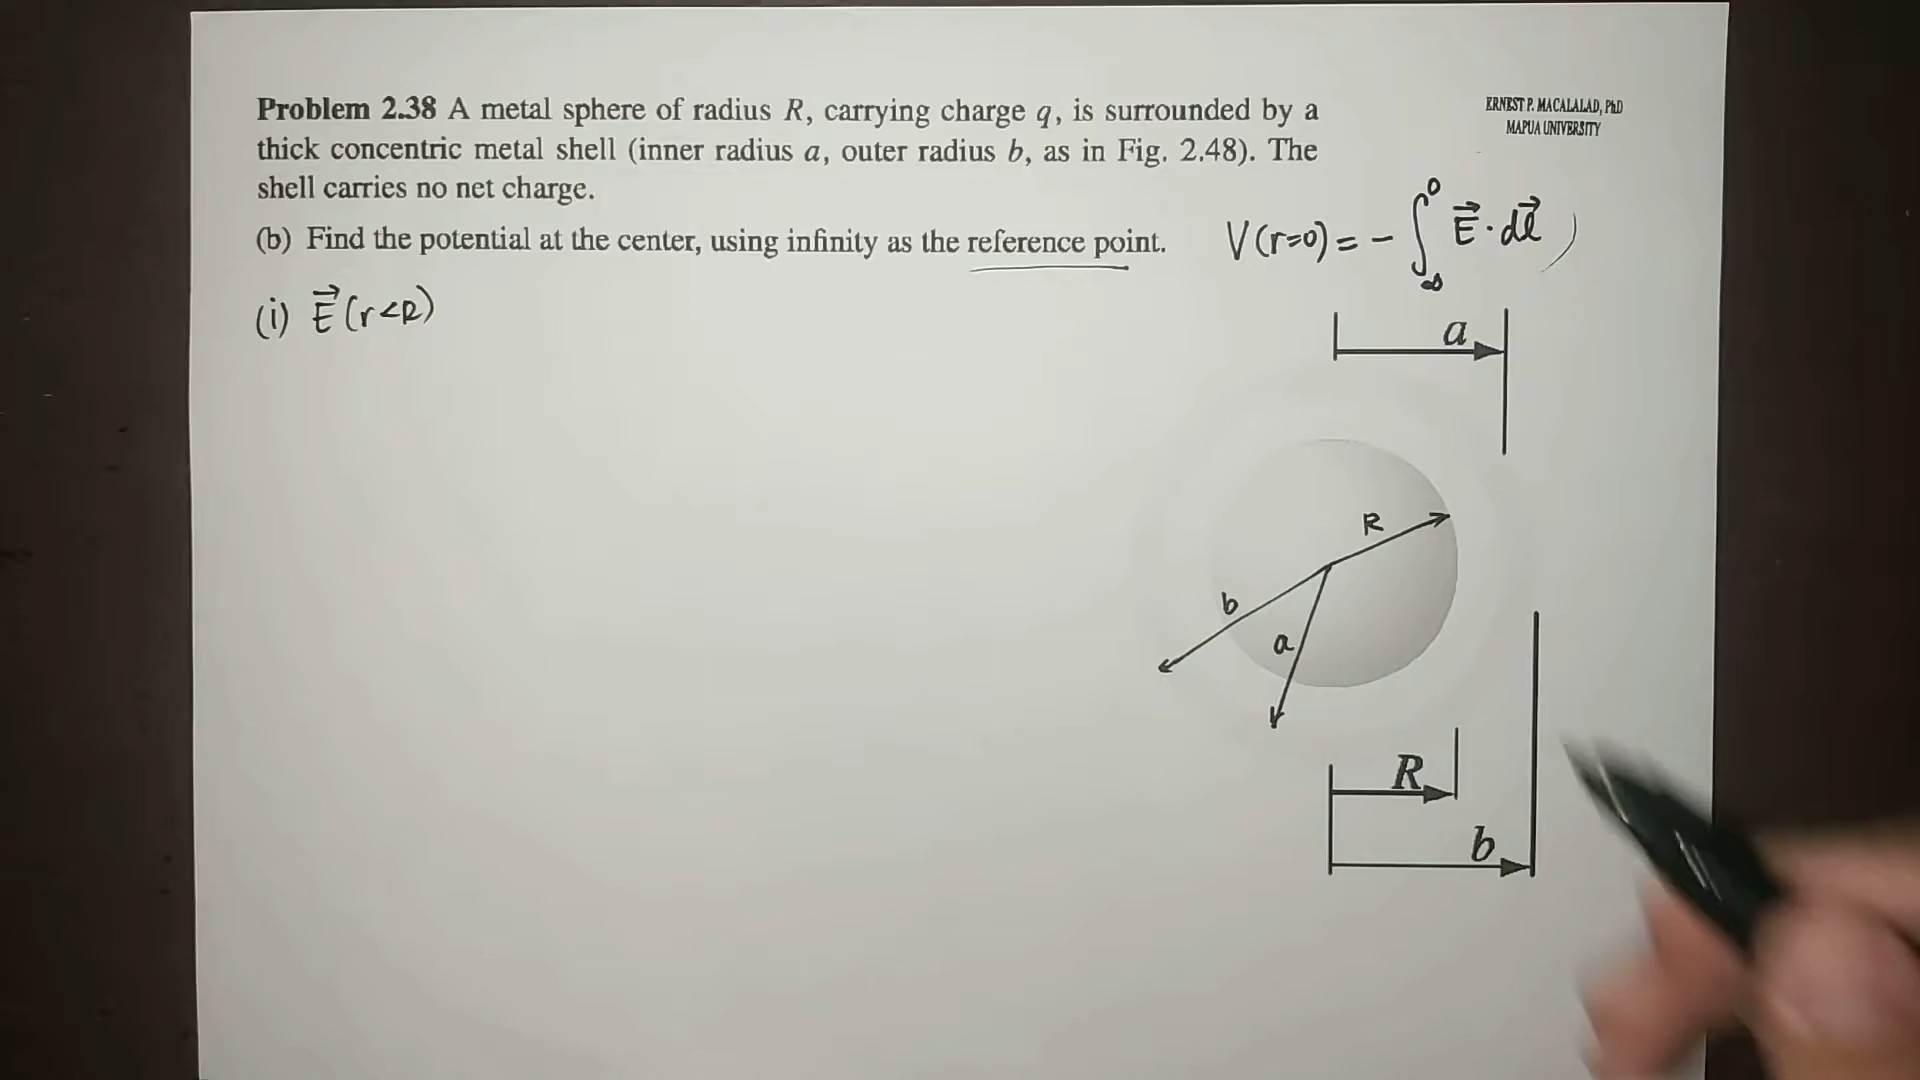 Problem 2.38 A metal sphere of radius R, carrying charge q, is surrounded by a
thick concentric metal shell (inner radius a, outer radius b, as in Fig. 2.48). The
shell carries no net charge.
(b) Find the potential at the center, using infinity as the reference point.
ERNEST P. MACALALAD, PhD
MAPUA UNIVERSITY
V(r=0) = - ∫_∞^0 E⃗ · dℓ⃗
(i) E⃗ (r<R)
a
R
b
a
R
b